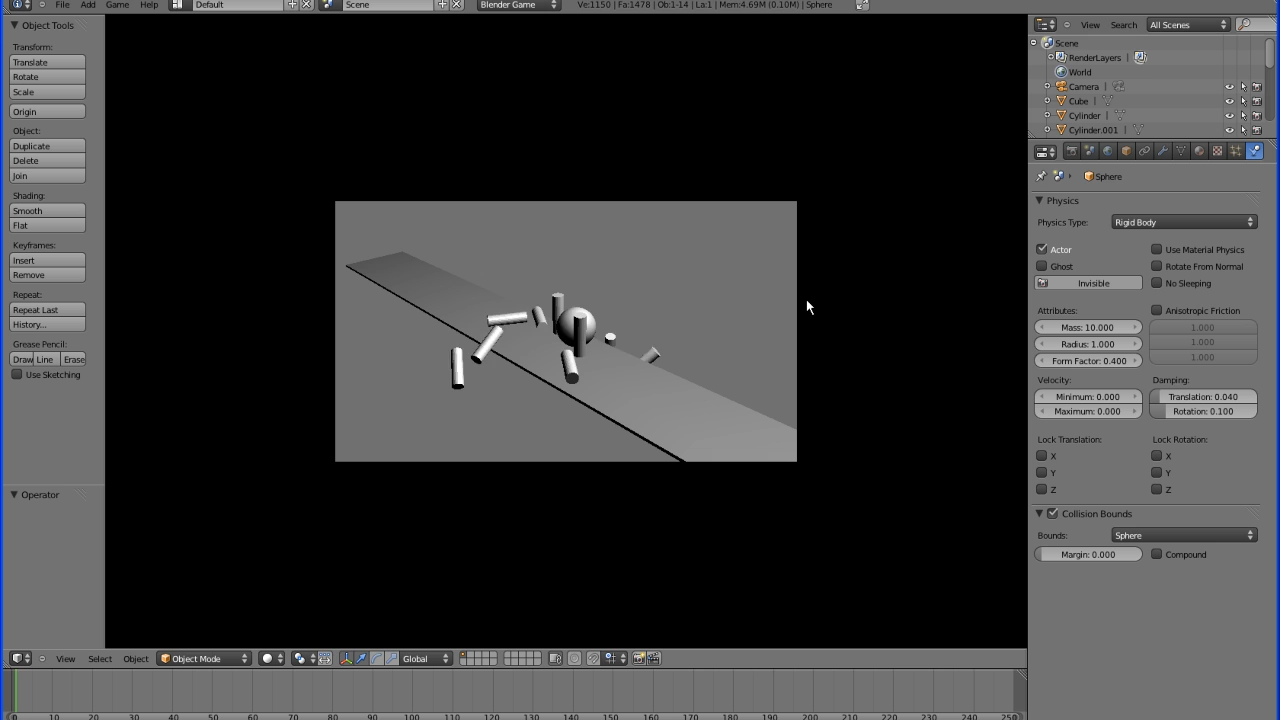 File Add Game Help Default Scene Blender Game Ve:1150 | Fa:1478 | Ob:1-14 | La:1 | Mem:4.69M (0.10M) | Sphere
Object Tools
Transform:
Translate
Rotate
Scale
Origin
Object:
Duplicate
Delete
Join
Shading:
Smooth
Flat
Keyframes:
Insert
Remove
Repeat:
Repeat Last
History...
Grease Pencil:
Draw Line Erase
Use Sketching
Operator
View Search All Scenes
Scene
RenderLayers
World
Camera
Cube
Cylinder
Cylinder.001
Sphere
Physics
Physics Type: Rigid Body
Actor Use Material Physics
Ghost Rotate From Normal
Invisible No Sleeping
Attributes: Anisotropic Friction
Mass: 10.000 1.000
Radius: 1.000 1.000
Form Factor: 0.400 1.000
Velocity: Damping:
Minimum: 0.000 Translation: 0.040
Maximum: 0.000 Rotation: 0.100
Lock Translation: Lock Rotation:
X X
Y Y
Z Z
Collision Bounds
Bounds: Sphere
Margin: 0.000 Compound
View Select Object Object Mode Global
0 10 20 30 40 50 60 70 80 90 100 110 120 130 140 150 160 170 180 190 200 210 220 230 240 250